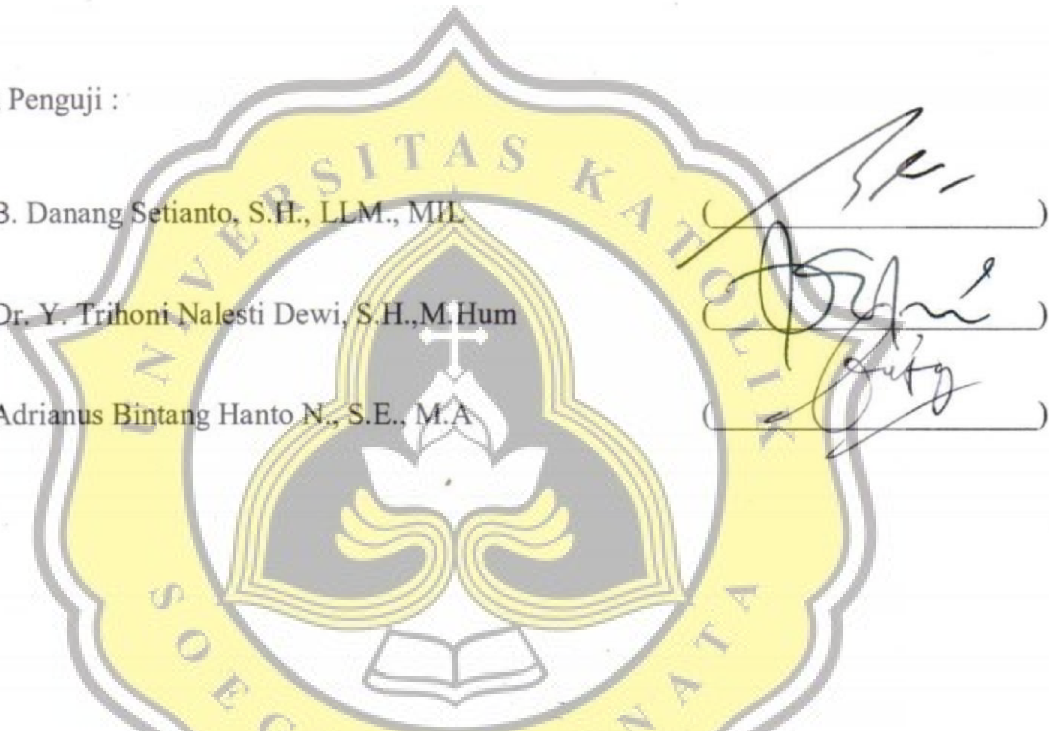 Penguji :
UNIVERSITAS KATOLIK
B. Danang Setianto, S.H., LLM., MIL ( )
Dr. Y. Trihoni Nalesti Dewi, S.H.,M.Hum ( )
Adrianus Bintang Hanto N., S.E., M.A ( )